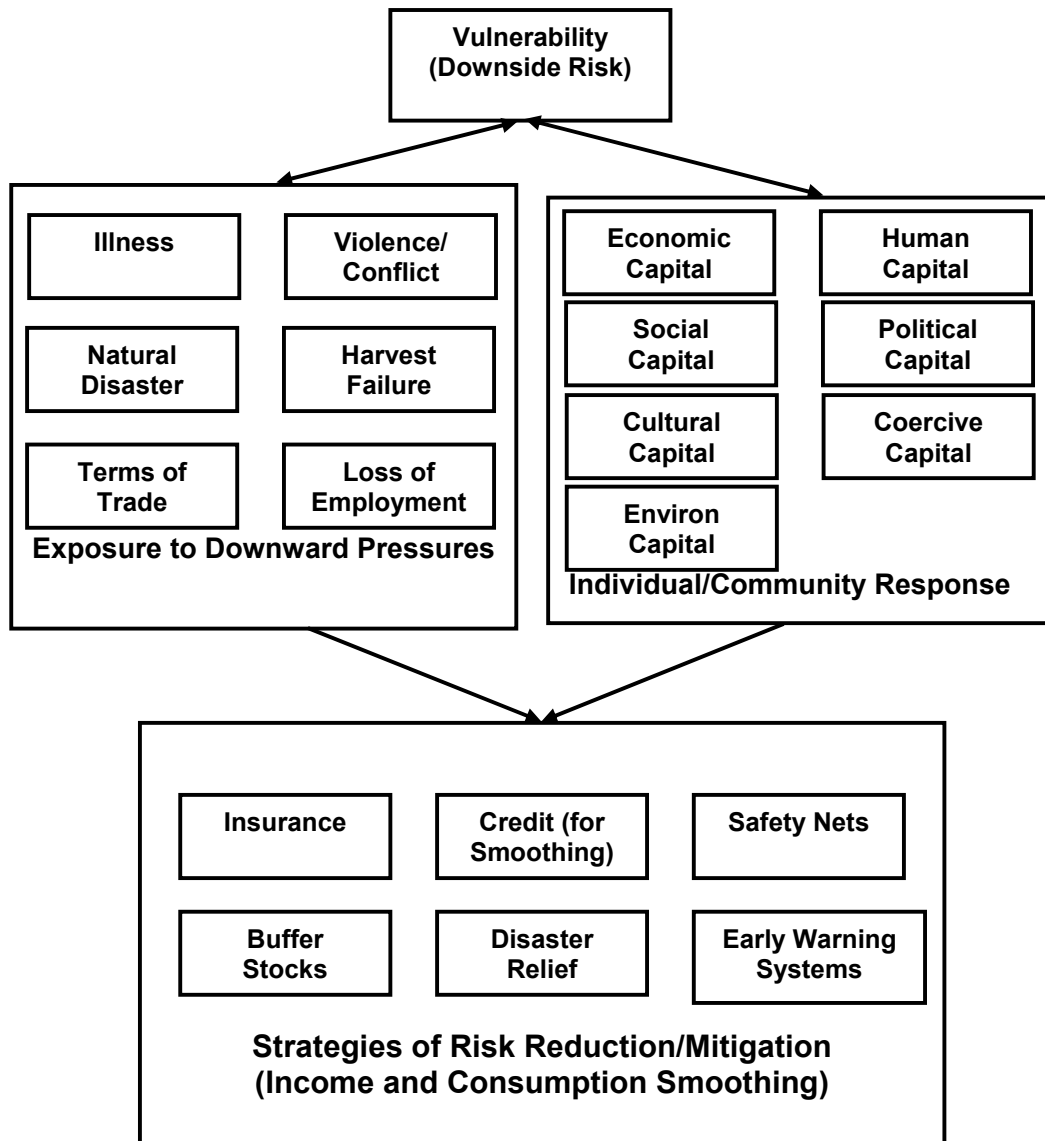 Vulnerability
(Downside Risk)
Illness
Violence/
Conflict
Natural
Disaster
Harvest
Failure
Terms of
Trade
Loss of
Employment
Exposure to Downward Pressures
Economic
Capital
Human
Capital
Social
Capital
Political
Capital
Cultural
Capital
Coercive
Capital
Environ
Capital
Individual/Community Response
Insurance
Credit (for
Smoothing)
Safety Nets
Buffer
Stocks
Disaster
Relief
Early Warning
Systems
Strategies of Risk Reduction/Mitigation
(Income and Consumption Smoothing)